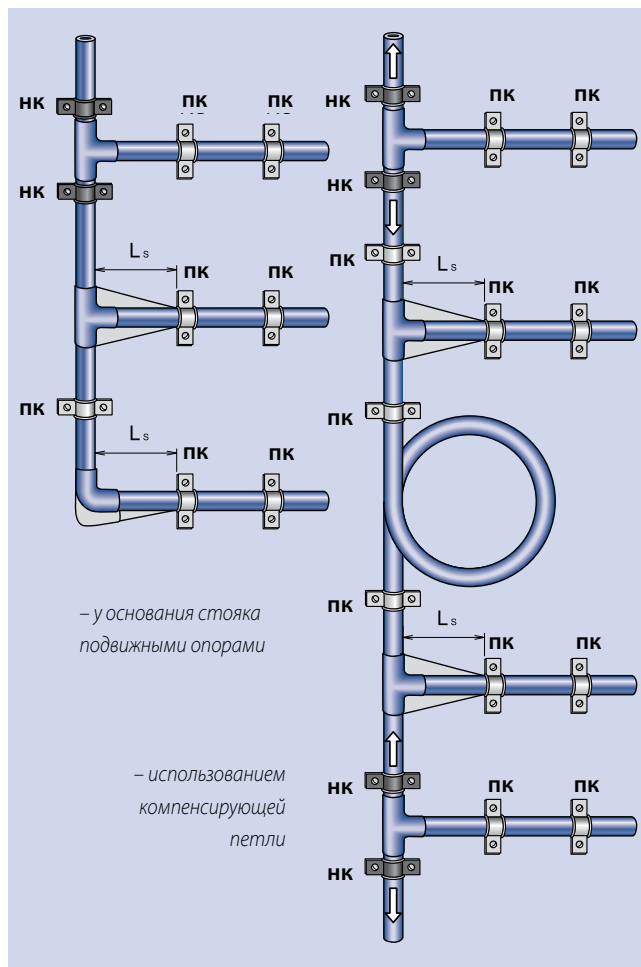 НК
ПК
ПК
НК
Ls
ПК
ПК
ПК
Ls
ПК
ПК
– у основания стояка
подвижными опорами
НК
ПК
ПК
НК
ПК
Ls
ПК
ПК
ПК
ПК
Ls
ПК
ПК
– использованием
компенсирующей
петли
НК
ПК
ПК
НК